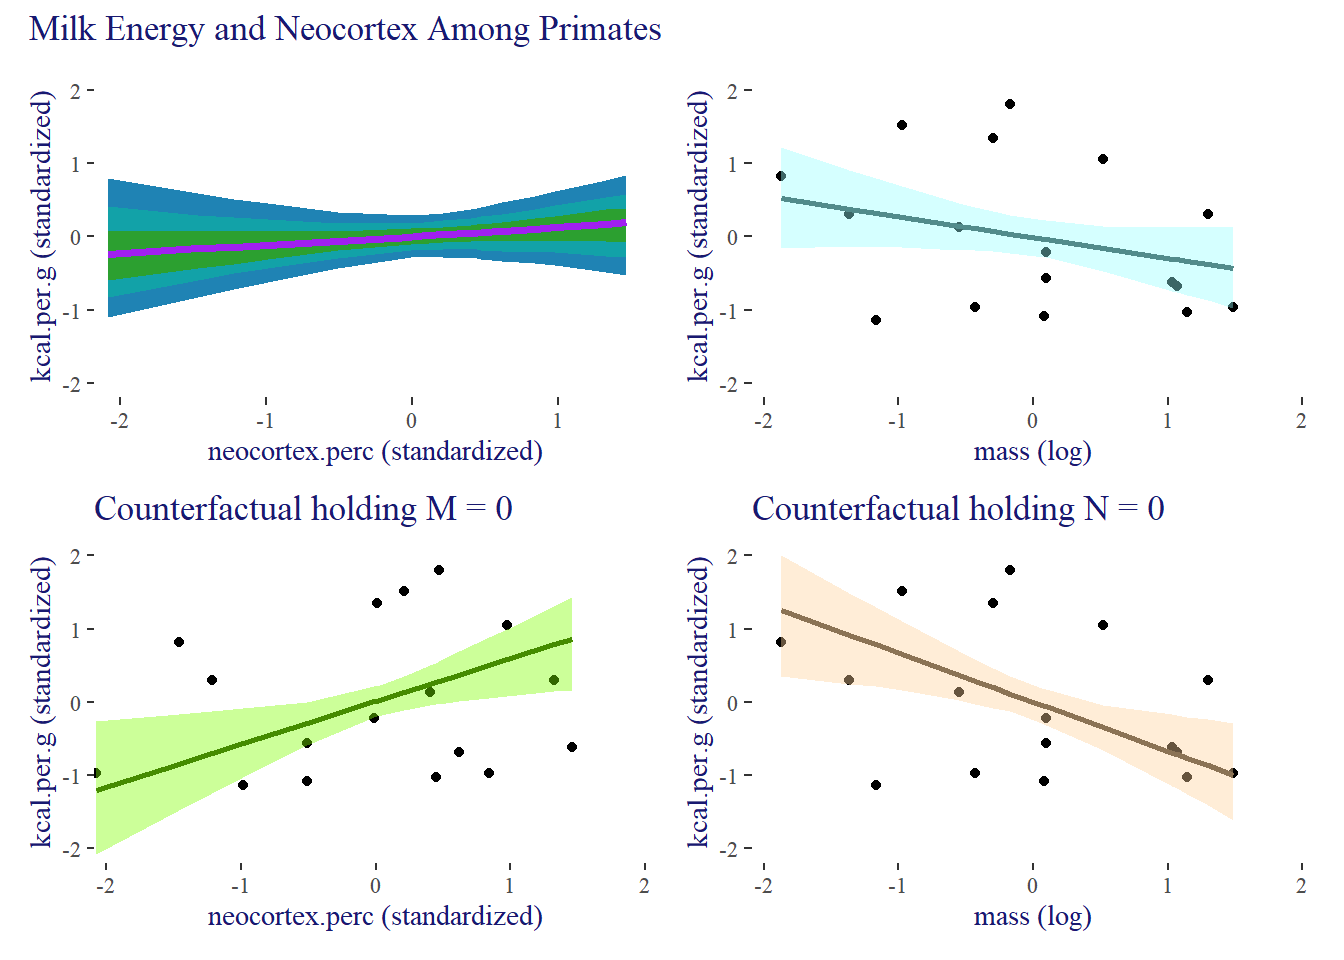 Milk Energy and Neocortex Among Primates
kcal.per.g (standardized)
2
1
0
-1
-2
-2 -1 0 1
neocortex.perc (standardized)
kcal.per.g (standardized)
2
1
0
-1
-2
-2 -1 0 1 2
mass (log)
Counterfactual holding M = 0
kcal.per.g (standardized)
2
1
0
-1
-2
-2 -1 0 1 2
neocortex.perc (standardized)
Counterfactual holding N = 0
kcal.per.g (standardized)
2
1
0
-1
-2
-2 -1 0 1 2
mass (log)